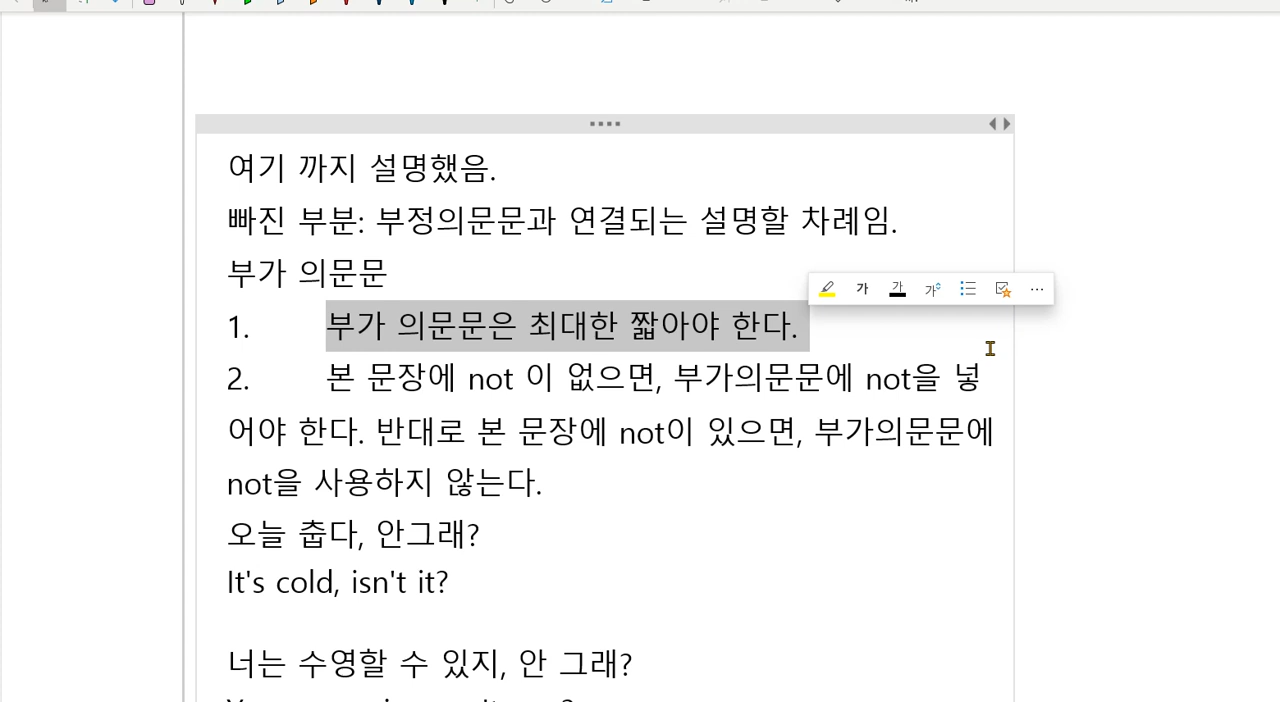 여기 까지 설명했음.
빠진 부분: 부정의문문과 연결되는 설명할 차례임.
부가 의문문
1. 부가 의문문은 최대한 짧아야 한다.
2. 본 문장에 not 이 없으면, 부가의문문에 not을 넣
어야 한다. 반대로 본 문장에 not이 있으면, 부가의문문에
not을 사용하지 않는다.
오늘 춥다, 안그래?
It's cold, isn't it?
너는 수영할 수 있지, 안 그래?